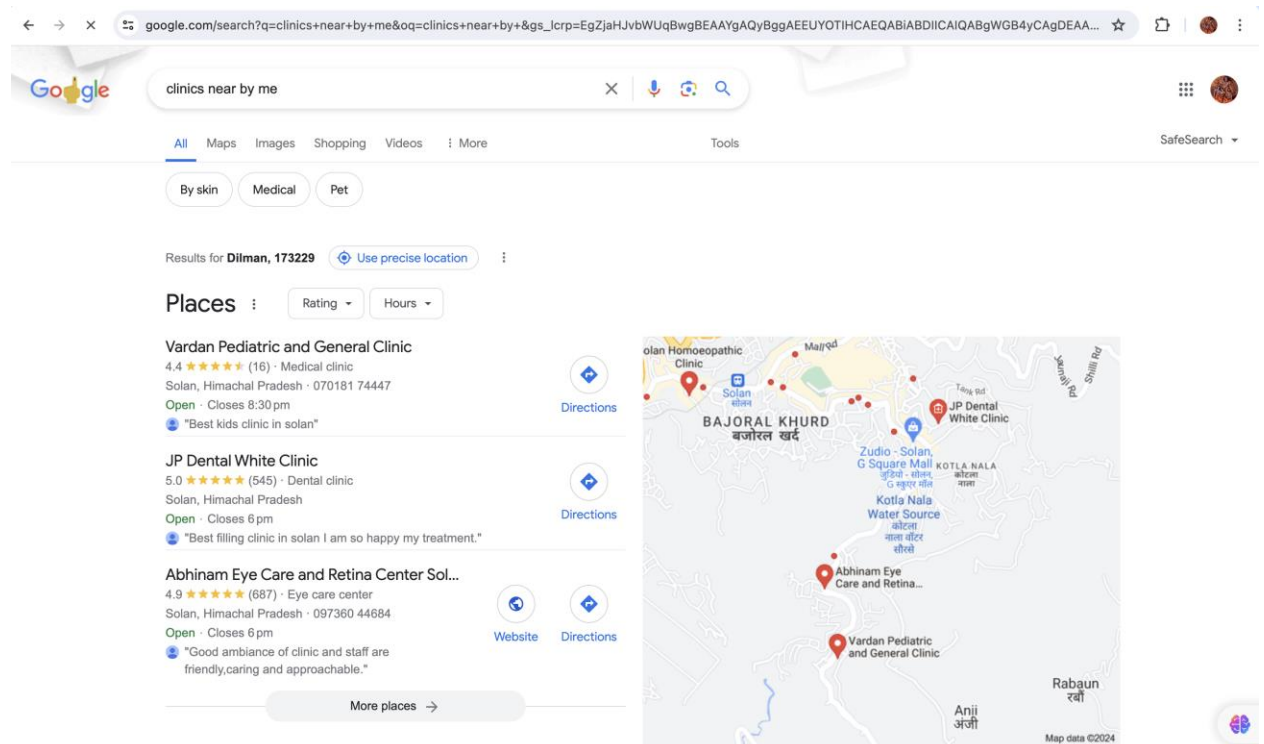 google.com/search?q=clinics+near+by+me&oq=clinics+near+by+&gs_lcrp=EgZjaHJvbWUqBwgBEAAYgAQyBggAEEUYOTIHCAEQABiABDIICAIQABgWGB4yCAgDEAA...
Google
clinics near by me
All Maps Images Shopping Videos More Tools SafeSearch
By skin Medical Pet
Results for Dilman, 173229 Use precise location
Places Rating Hours
Vardan Pediatric and General Clinic
4.4 (16) · Medical clinic
Solan, Himachal Pradesh · 070181 74447
Open · Closes 8:30 pm
"Best kids clinic in solan"
Directions
JP Dental White Clinic
5.0 (545) · Dental clinic
Solan, Himachal Pradesh
Open · Closes 6 pm
"Best filling clinic in solan I am so happy my treatment."
Directions
Abhinam Eye Care and Retina Center Sol...
4.9 (687) · Eye care center
Solan, Himachal Pradesh · 097360 44684
Open · Closes 6 pm
"Good ambiance of clinic and staff are
friendly,caring and approachable."
Website Directions
More places
olan Homoeopathic
Clinic
Mall Rd
Solan
सोलन
BAJORAL KHURD
बजोरल खुर्द
Tank Rd
Shilli Rd
JP Dental
White Clinic
Zudio - Solan,
G Square Mall
जुडियो - सोलन,
KOTLA NALA
कोटला
नाला
Kotla Nala
Water Source
कोटला
नाला वॉटर
Abhinam Eye
Care and Retina...
Vardan Pediatric
and General Clinic
Rabaun
रबौं
Anji
अंजी
Map data ©2024